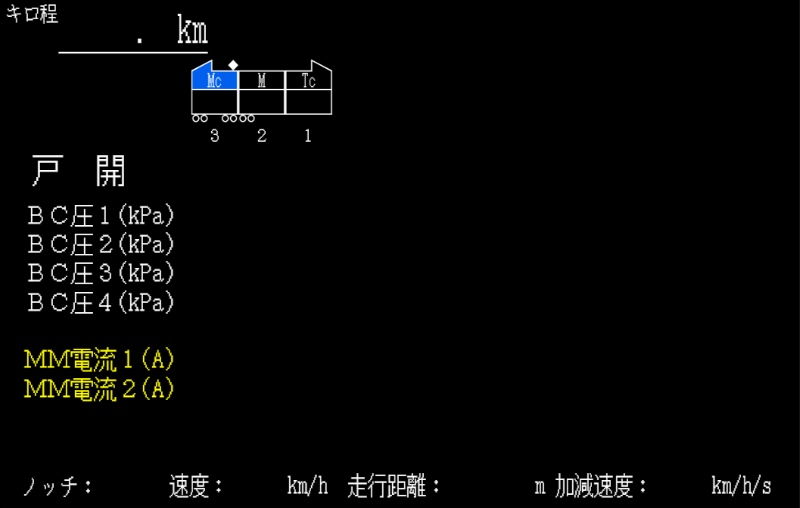 キロ程
. km
Mc M Tc
3 2 1
戸 開
ＢＣ圧１(kPa)
ＢＣ圧２(kPa)
ＢＣ圧３(kPa)
ＢＣ圧４(kPa)
ＭＭ電流１(A)
ＭＭ電流２(A)
ノッチ： 速度： km/h 走行距離： m 加減速度： km/h/s